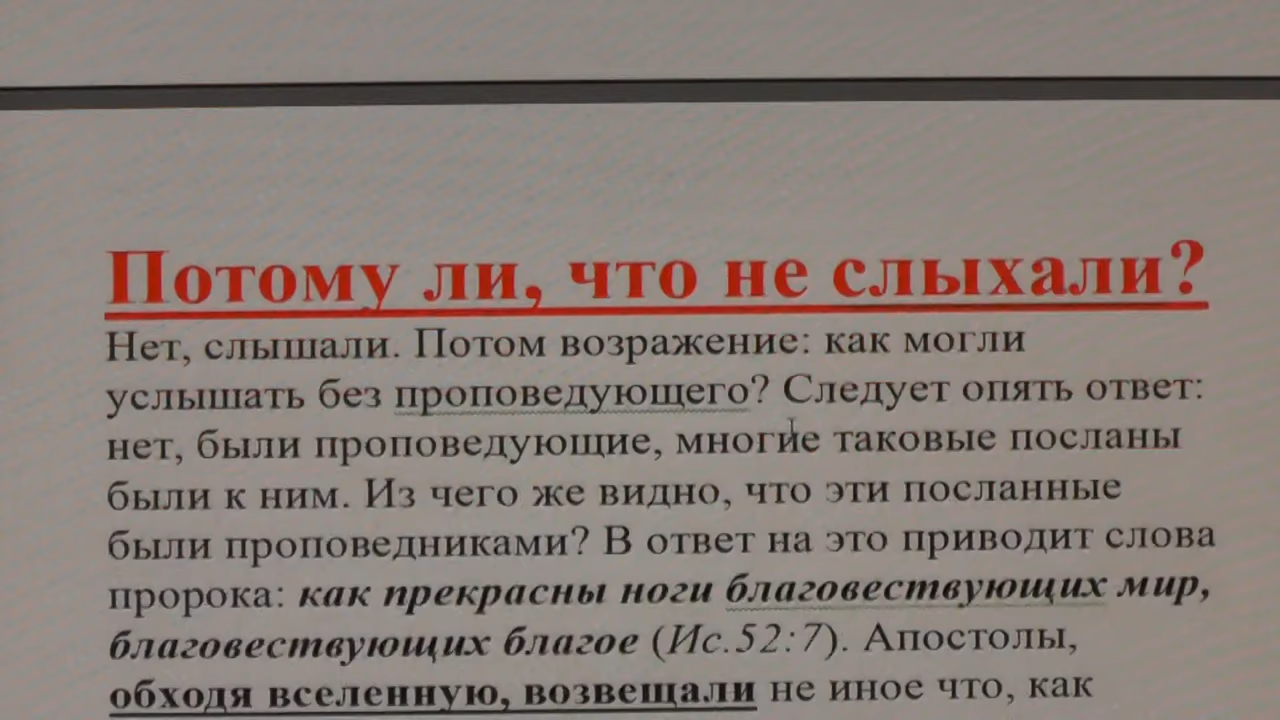 Потому ли, что не слыхали?
Нет, слышали. Потом возражение: как могли
услышать без проповедующего? Следует опять ответ:
нет, были проповедующие, многие таковые посланы
были к ним. Из чего же видно, что эти посланные
были проповедниками? В ответ на это приводит слова
пророка: как прекрасны ноги благовествующих мир,
благовествующих благое (Ис.52:7). Апостолы,
обходя вселенную, возвещали не иное что, как